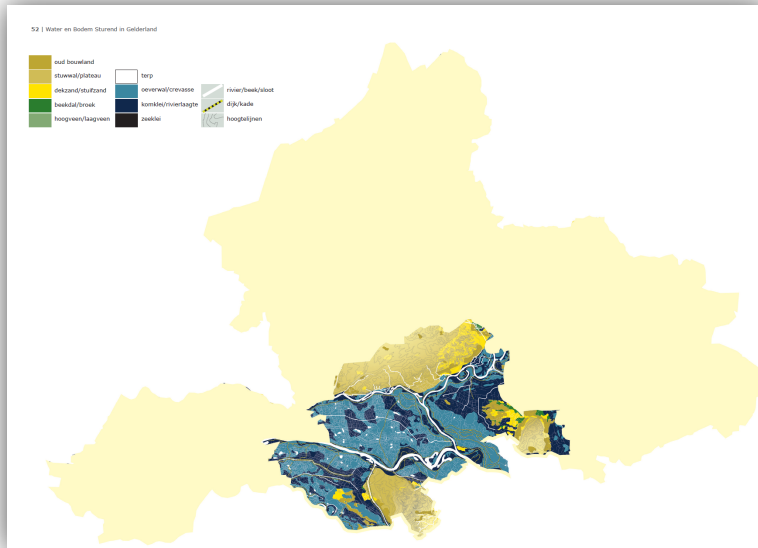 52 | Water en Bodem Sturend in Gelderland
oud bouwland
stuwwal/plateau
dekzand/stuifzand
beekdal/broek
hoogveen/laagveen
terp
oeverwal/crevasse
komklei/rivierlaagte
zeeklei
rivier/beek/sloot
dijk/kade
hoogtelijnen